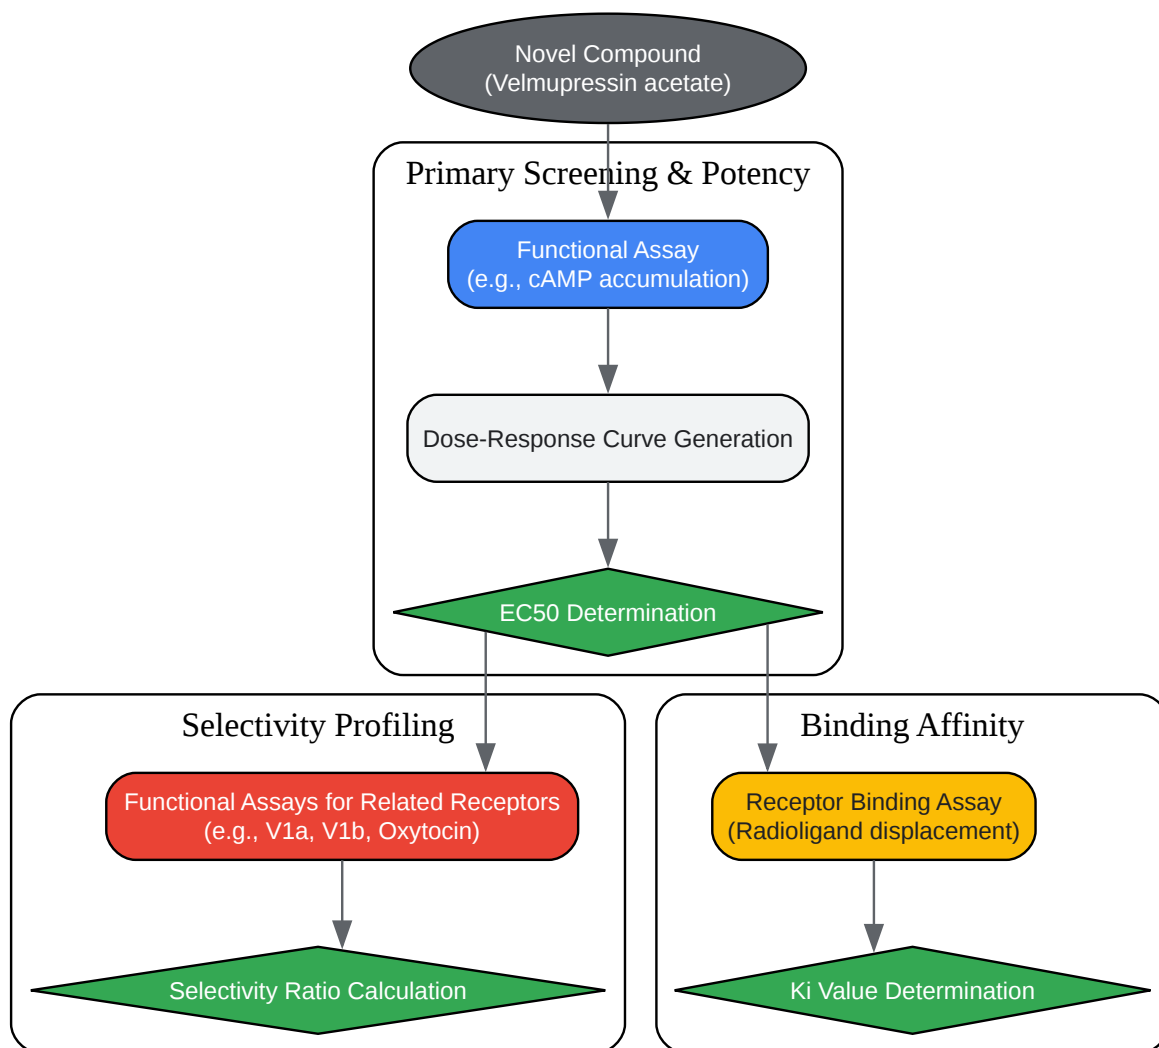 Novel Compound
(Velmupressin acetate)
Primary Screening & Potency
Functional Assay
(e.g., cAMP accumulation)
Dose-Response Curve Generation
EC50 Determination
Selectivity Profiling
Functional Assays for Related Receptors
(e.g., V1a, V1b, Oxytocin)
Selectivity Ratio Calculation
Binding Affinity
Receptor Binding Assay
(Radioligand displacement)
Ki Value Determination